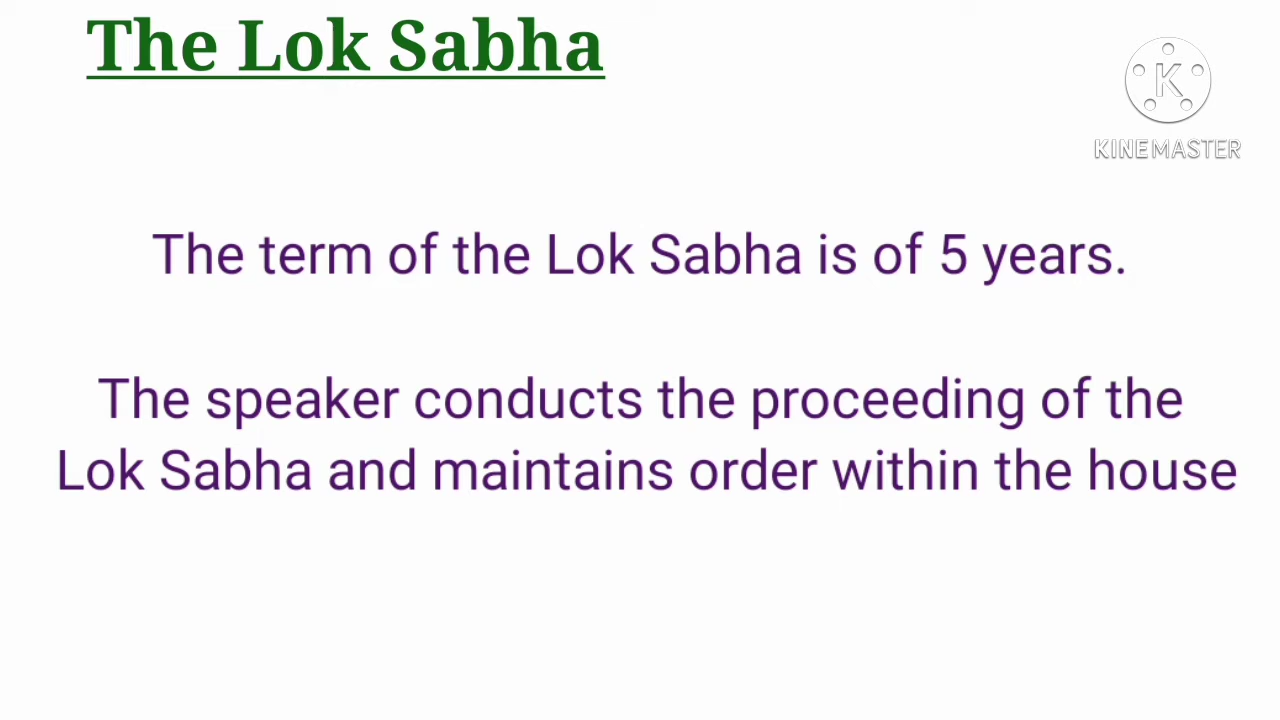 The Lok Sabha
K
KINEMASTER
The term of the Lok Sabha is of 5 years.
The speaker conducts the proceeding of the
Lok Sabha and maintains order within the house